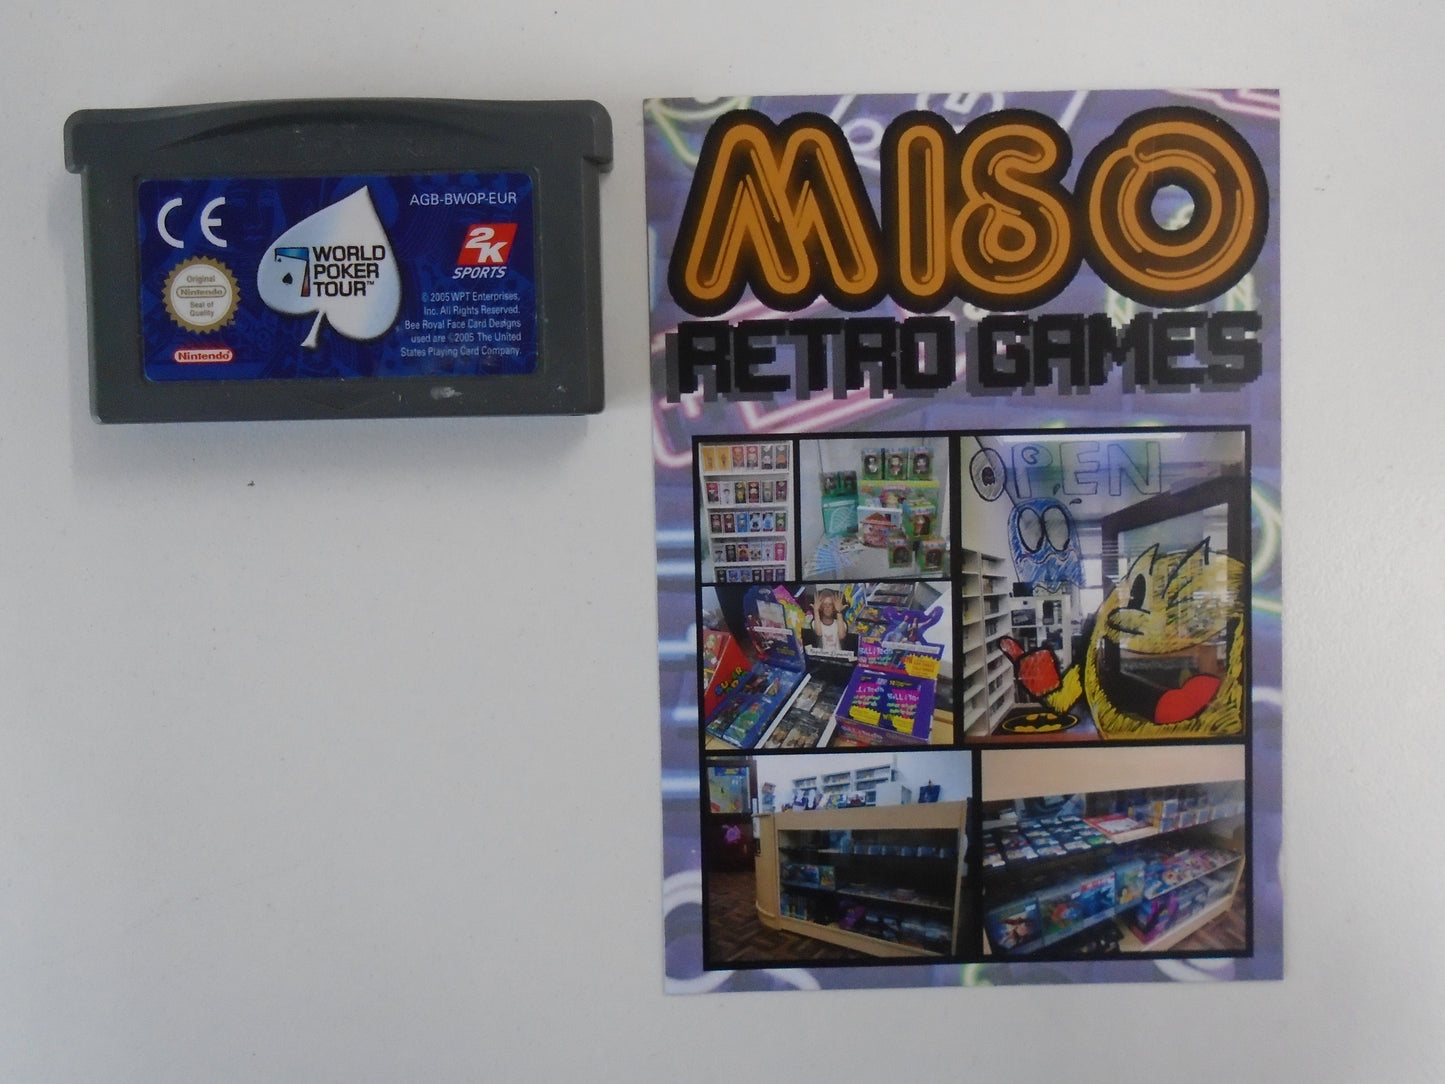 AGB-BWOP-EUR
CE
WORLD
POKER
TOUR™
2K
SPORTS
Original
Nintendo
Seal of
Quality
Nintendo
© 2005 WPT Enterprises,
Inc. All Rights Reserved.
Bee Royal Face Card Designs
used are ©2005 The United
States Playing Card Company.
MISO
RETRO GAMES
OPEN